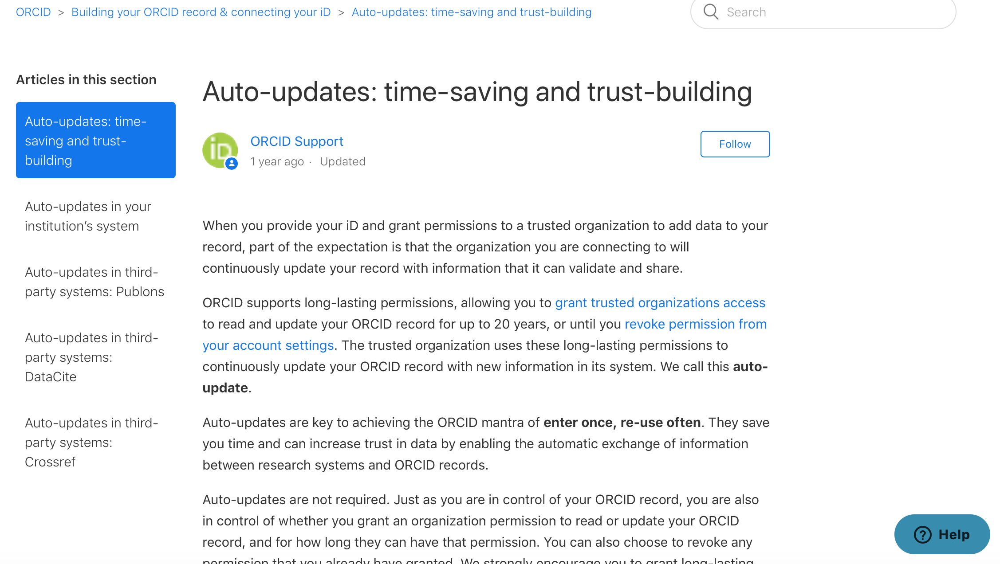 ORCID > Building your ORCID record & connecting your iD > Auto-updates: time-saving and trust-building
Search
Articles in this section
Auto-updates: time-
saving and trust-
building
Auto-updates in your
institution’s system
Auto-updates in third-
party systems: Publons
Auto-updates in third-
party systems:
DataCite
Auto-updates in third-
party systems:
Crossref
Auto-updates: time-saving and trust-building
iD
ORCID Support
1 year ago · Updated
Follow
When you provide your iD and grant permissions to a trusted organization to add data to your
record, part of the expectation is that the organization you are connecting to will
continuously update your record with information that it can validate and share.
ORCID supports long-lasting permissions, allowing you to grant trusted organizations access
to read and update your ORCID record for up to 20 years, or until you revoke permission from
your account settings. The trusted organization uses these long-lasting permissions to
continuously update your ORCID record with new information in its system. We call this auto-
update.
Auto-updates are key to achieving the ORCID mantra of enter once, re-use often. They save
you time and can increase trust in data by enabling the automatic exchange of information
between research systems and ORCID records.
Auto-updates are not required. Just as you are in control of your ORCID record, you are also
in control of whether you grant an organization permission to read or update your ORCID
record, and for how long they can have that permission. You can also choose to revoke any
permission that you already have granted. We strongly encourage you to grant long-lasting
? Help